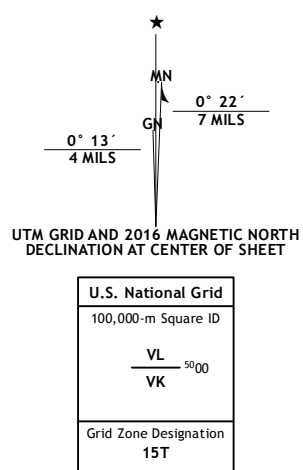 ★
MN
0° 22´
7 MILS
GN
0° 13´
4 MILS
UTM GRID AND 2016 MAGNETIC NORTH
DECLINATION AT CENTER OF SHEET
U.S. National Grid
100,000-m Square ID
VL
5000
VK
Grid Zone Designation
15T